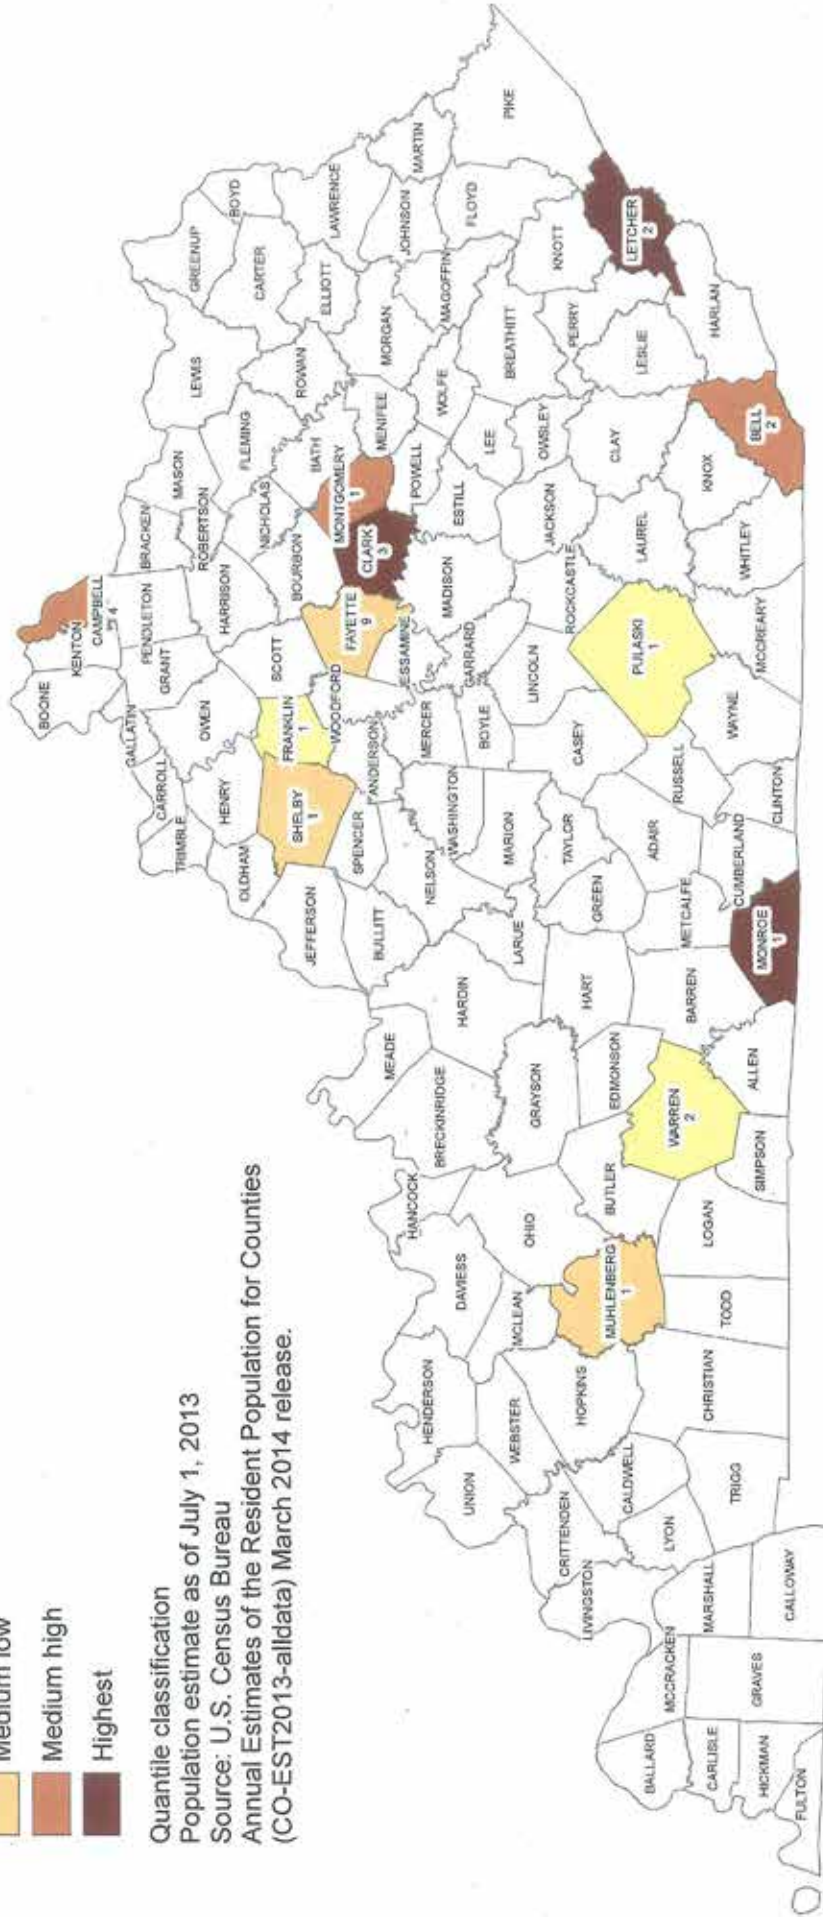 Medium low
Medium high
Highest
Quantile classification
Population estimate as of July 1, 2013
Source: U.S. Census Bureau
Annual Estimates of the Resident Population for Counties
(CO-EST2013-alldata) March 2014 release.
BOONE
KENTON
CAMPBELL
4
GALLATIN
PENDLETON
BRACKEN
GRANT
MASON
LEWIS
GREENUP
BOYD
CARTER
ROBERTSON
FLEMING
CARROLL
TRIMBLE
OWEN
HENRY
HARRISON
NICHOLAS
ROWAN
ELLIOTT
LAWRENCE
OLDHAM
SHELBY
1
FRANKLIN
1
SCOTT
BOURBON
BATH
MONTGOMERY
1
MENIFEE
MORGAN
JOHNSON
MARTIN
JEFFERSON
SPENCER
ANDERSON
WOODFORD
FAYETTE
9
CLARK
3
POWELL
WOLFE
MAGOFFIN
FLOYD
PIKE
MEADE
BULLITT
NELSON
WASHINGTON
MERCER
ESSAMINE
GARRARD
MADISON
ESTILL
LEE
BREATHITT
KNOTT
HANCOCK
BRECKINRIDGE
HARDIN
LARUE
MARION
BOYLE
LINCOLN
ROCKCASTLE
JACKSON
OWSLEY
PERRY
LETCHER
2
HENDERSON
DAVIESS
UNION
WEBSTER
MCLEAN
OHIO
GRAYSON
HART
GREEN
TAYLOR
CASEY
PULASKI
1
LAUREL
CLAY
LESLIE
HARLAN
CRITTENDEN
HOPKINS
MUHLENBERG
1
BUTLER
EDMONSON
BARREN
METCALFE
ADAIR
RUSSELL
WAYNE
MCCREARY
WHITLEY
KNOX
BELL
2
LIVINGSTON
LYON
CALDWELL
CHRISTIAN
TODD
LOGAN
WARREN
2
SIMPSON
ALLEN
MONROE
1
CUMBERLAND
CLINTON
BALLARD
MCCRACKEN
MARSHALL
TRIGG
CARLISLE
GRAVES
CALLOWAY
HICKMAN
FULTON